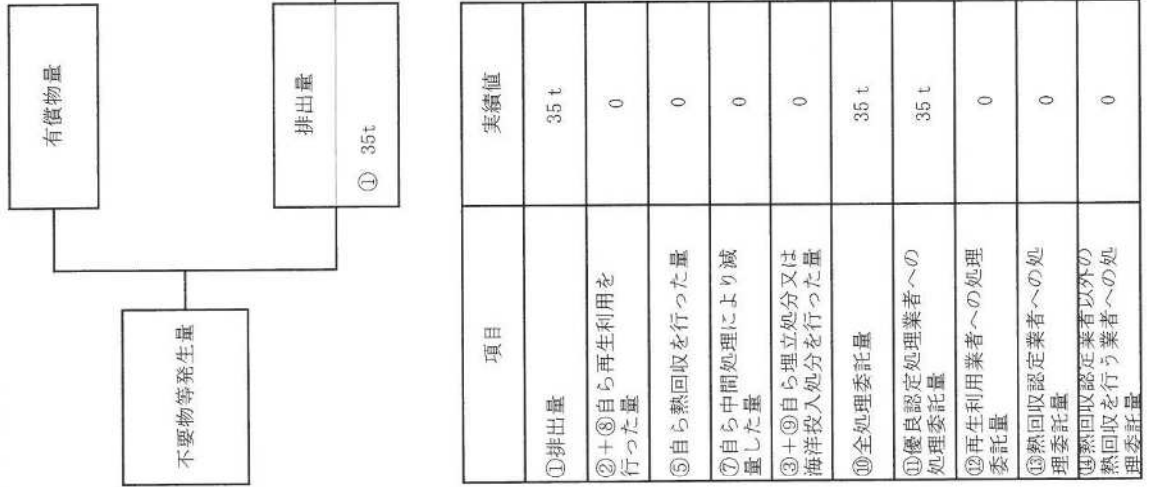 有償物量
不要物等発生量
排出量
① 35t
項目
実績値
①排出量
35 t
②+⑧自ら再生利用を
行った量
0
⑤自ら熱回収を行った量
0
⑦自ら中間処理により減
量した量
0
③+⑨自ら埋立処分又は
海洋投入処分を行った量
0
⑩全処理委託量
35 t
⑪優良認定処理業者への
処理委託量
35 t
⑫再生利用業者への処理
委託量
0
⑬熱回収認定業者への処
理委託量
0
⑭熱回収認定業者以外の
熱回収を行う業者への処
理委託量
0